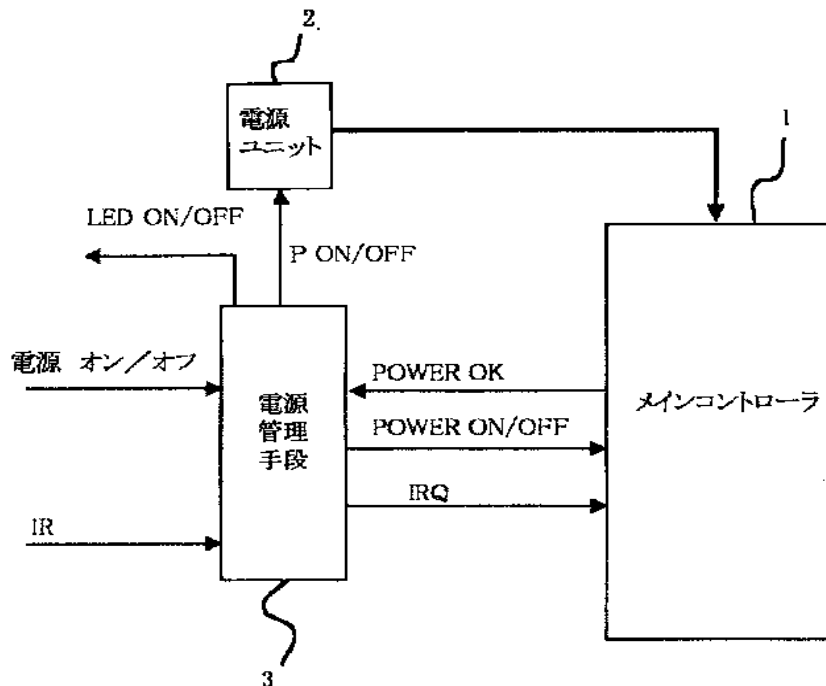 2
電源
ユニット
1
LED ON/OFF
P ON/OFF
電源 オン／オフ
POWER OK
電源
管理
手段
メインコントローラ
POWER ON/OFF
IRQ
IR
3